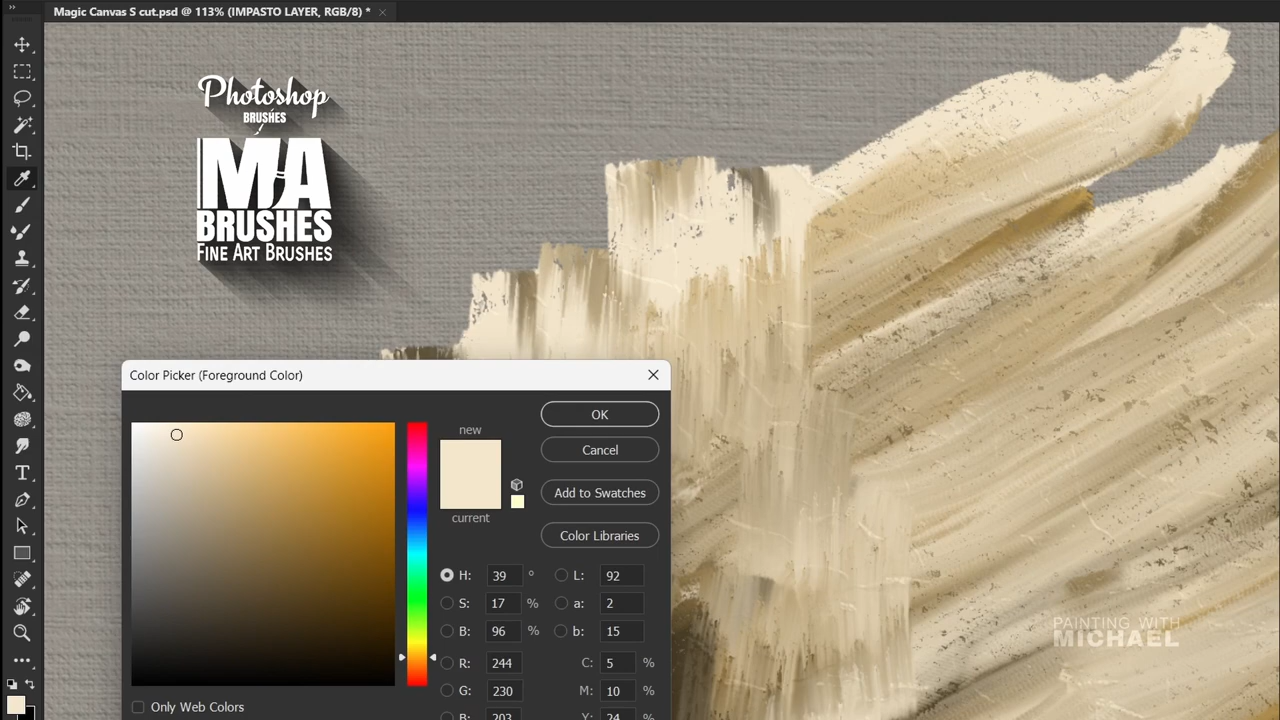 Magic Canvas S cut.psd @ 113% (IMPASTO LAYER, RGB/8) *
Photoshop
BRUSHES
MA
BRUSHES
FINE ART BRUSHES
Color Picker (Foreground Color)
OK
new
Cancel
Add to Swatches
current
Color Libraries
H: 39 ° L: 92
S: 17 % a: 2
B: 96 % b: 15
R: 244 C: 5 %
G: 230 M: 10 %
B: 203 Y: 24 %
Only Web Colors
PAINTING WITH
MICHAEL